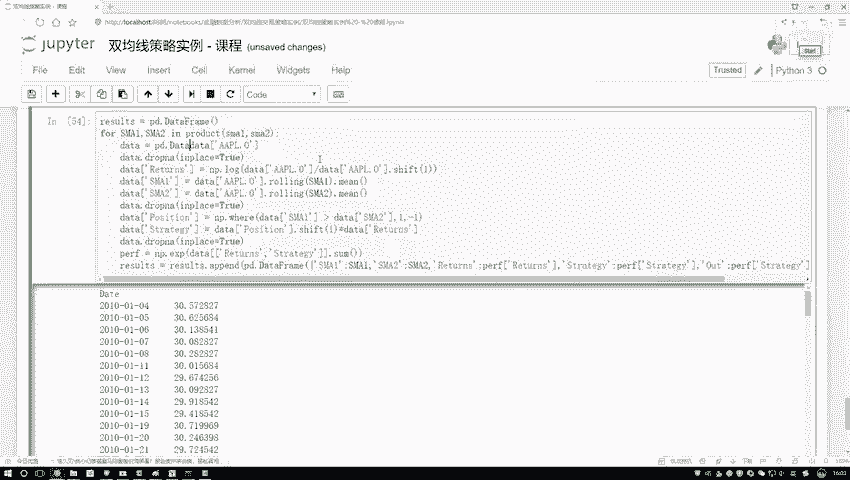 双均线策略实例 - 课程
jupyter 双均线策略实例 - 课程 (unsaved changes)
File Edit View Insert Cell Kernel Widgets Help
Trusted Python 3
Code
In [54]: results = pd.DataFrame()
for SMA1,SMA2 in product(sma1,sma2):
data = pd.Datadata['AAPL.O']
data.dropna(inplace=True)
data['Returns'] = np.log(data['AAPL.O']/data['AAPL.O'].shift(1))
data['SMA1'] = data['AAPL.O'].rolling(SMA1).mean()
data['SMA2'] = data['AAPL.O'].rolling(SMA2).mean()
data.dropna(inplace=True)
data['Position'] = np.where(data['SMA1'] > data['SMA2'],1,-1)
data['Strategy'] = data['Position'].shift(1)*data['Returns']
data.dropna(inplace=True)
perf = np.exp(data[['Returns','Strategy']].sum())
results = results.append(pd.DataFrame({'SMA1':SMA1,'SMA2':SMA2,'Returns':perf['Returns'],'Strategy':perf['Strategy'],'Out':perf['Strategy']
Date
2010-01-04 30.572827
2010-01-05 30.625684
2010-01-06 30.138541
2010-01-07 30.082827
2010-01-08 30.282827
2010-01-11 30.015684
2010-01-12 29.674256
2010-01-13 30.092827
2010-01-14 29.918542
2010-01-15 29.418542
2010-01-19 30.719969
2010-01-20 30.246398
2010-01-21 29.724542